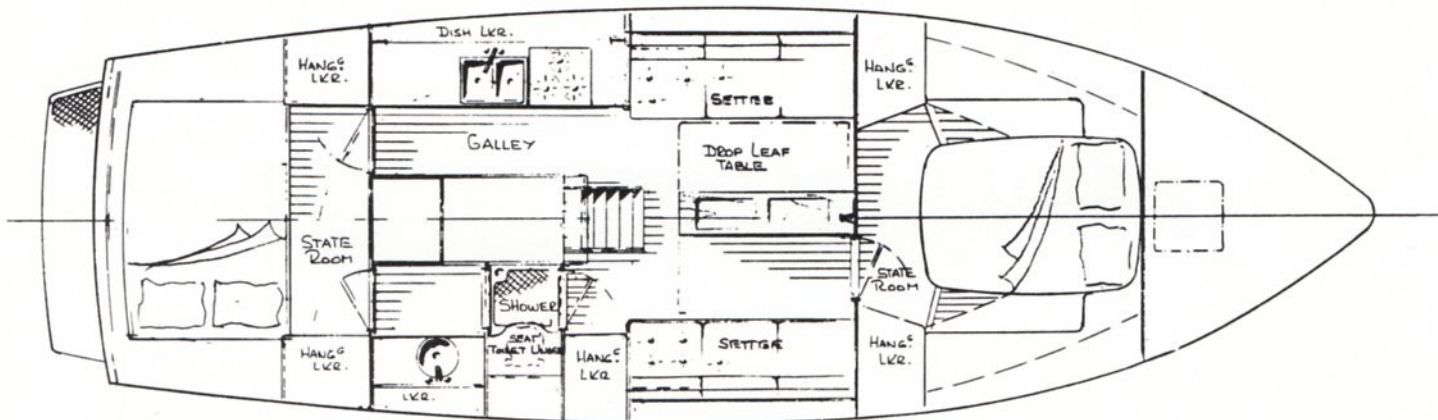 DISH LKR.
HANG.G
LKR.
HANG.G
LKR.
SETTEE
GALLEY
DROP LEAF
TABLE
STATE
ROOM
STATE
ROOM
SHOWER
SEAT
TOILET UNDER
SETTEE
HANG.G
LKR.
HANG.G
LKR
HANG.G
LKR.
LKR.